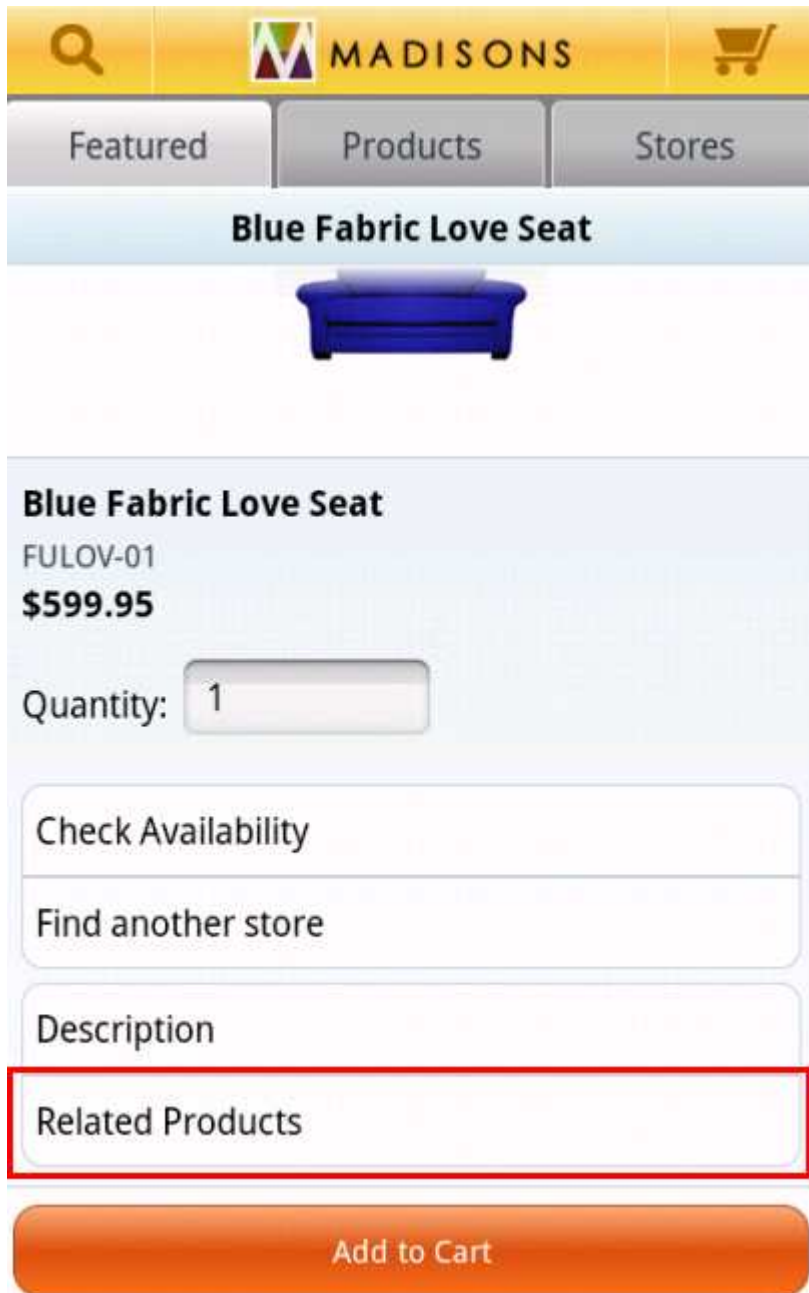 MADISONS
Featured Products Stores
Blue Fabric Love Seat
Blue Fabric Love Seat
FULOV-01
$599.95
Quantity: 1
Check Availability
Find another store
Description
Related Products
Add to Cart